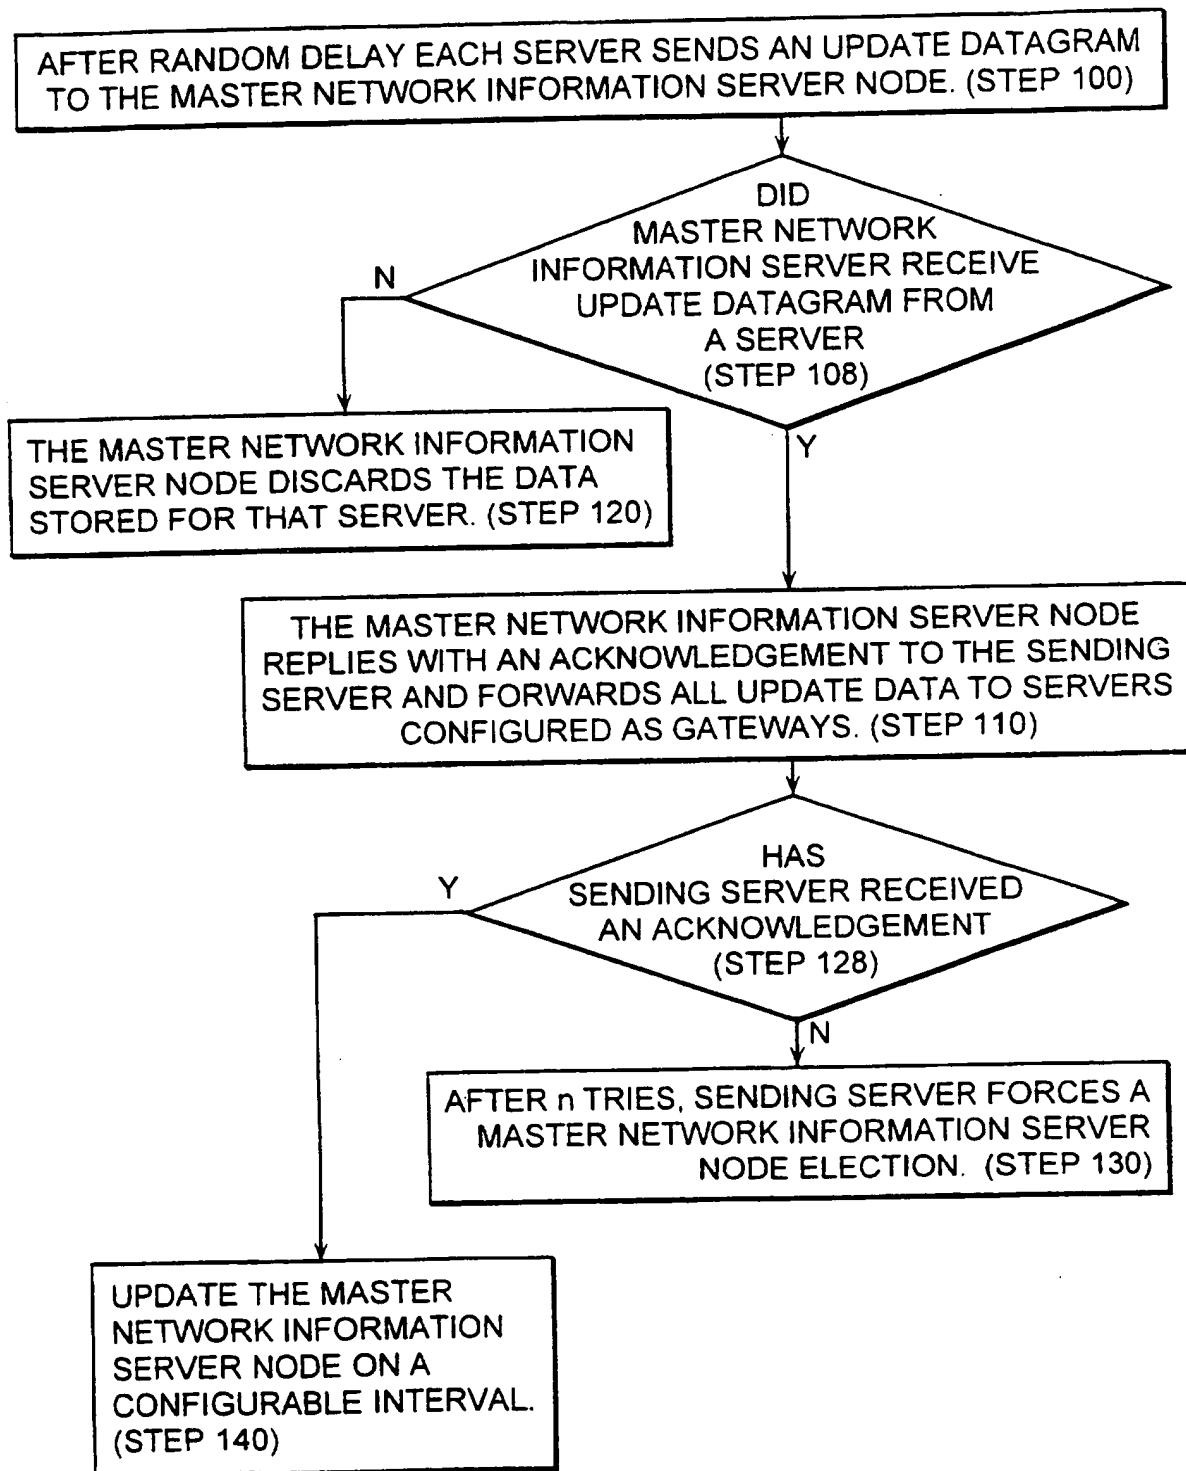 AFTER RANDOM DELAY EACH SERVER SENDS AN UPDATE DATAGRAM
TO THE MASTER NETWORK INFORMATION SERVER NODE. (STEP 100)
DID
MASTER NETWORK
INFORMATION SERVER RECEIVE
UPDATE DATAGRAM FROM
A SERVER
(STEP 108)
N
Y
THE MASTER NETWORK INFORMATION
SERVER NODE DISCARDS THE DATA
STORED FOR THAT SERVER. (STEP 120)
THE MASTER NETWORK INFORMATION SERVER NODE
REPLIES WITH AN ACKNOWLEDGEMENT TO THE SENDING
SERVER AND FORWARDS ALL UPDATE DATA TO SERVERS
CONFIGURED AS GATEWAYS. (STEP 110)
HAS
SENDING SERVER RECEIVED
AN ACKNOWLEDGEMENT
(STEP 128)
Y
N
AFTER n TRIES, SENDING SERVER FORCES A
MASTER NETWORK INFORMATION SERVER
NODE ELECTION. (STEP 130)
UPDATE THE MASTER
NETWORK INFORMATION
SERVER NODE ON A
CONFIGURABLE INTERVAL.
(STEP 140)